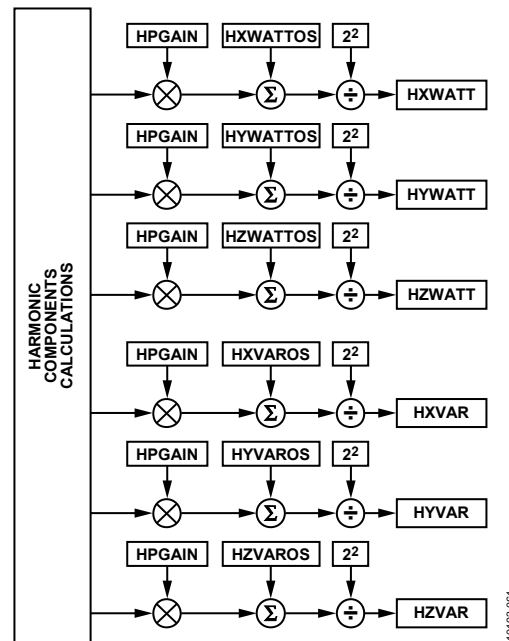 HARMONIC
COMPONENTS
CALCULATIONS
HPGAIN HXWATTOS 2²
Σ ÷ HXWATT
HPGAIN HYWATTOS 2²
Σ ÷ HYWATT
HPGAIN HZWATTOS 2²
Σ ÷ HZWATT
HPGAIN HXVAROS 2²
Σ ÷ HXVAR
HPGAIN HYVAROS 2²
Σ ÷ HYVAR
HPGAIN HZVAROS 2²
Σ ÷ HZVAR